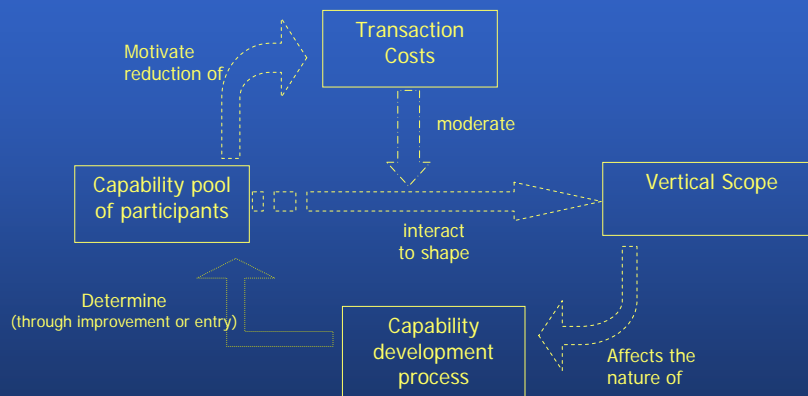 Transaction
Costs
Motivate
reduction of
moderate
Capability pool
of participants
Vertical Scope
interact
to shape
Determine
(through improvement or entry)
Capability
development
process
Affects the
nature of